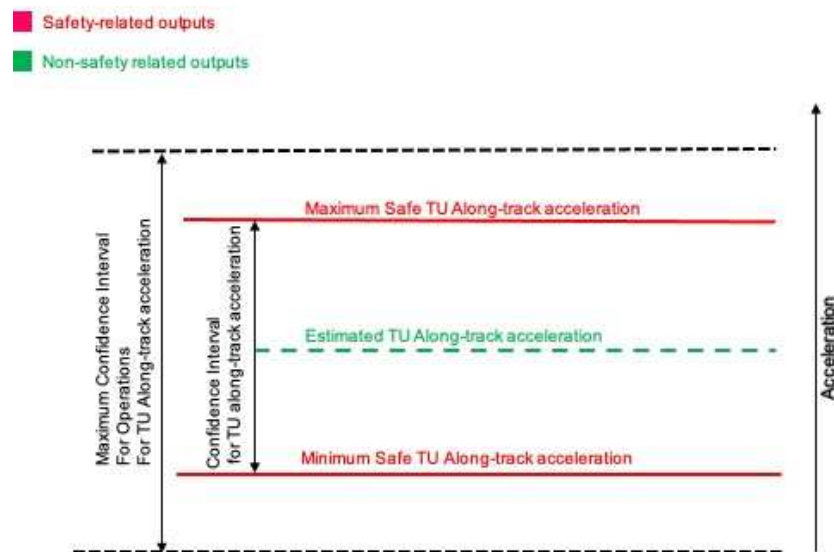 Safety-related outputs
Non-safety related outputs
Maximum Safe TU Along-track acceleration
Estimated TU Along-track acceleration
Minimum Safe TU Along-track acceleration
Maximum Confidence Interval
For Operations
For TU Along-track acceleration
Confidence Interval
for TU along-track acceleration
Acceleration